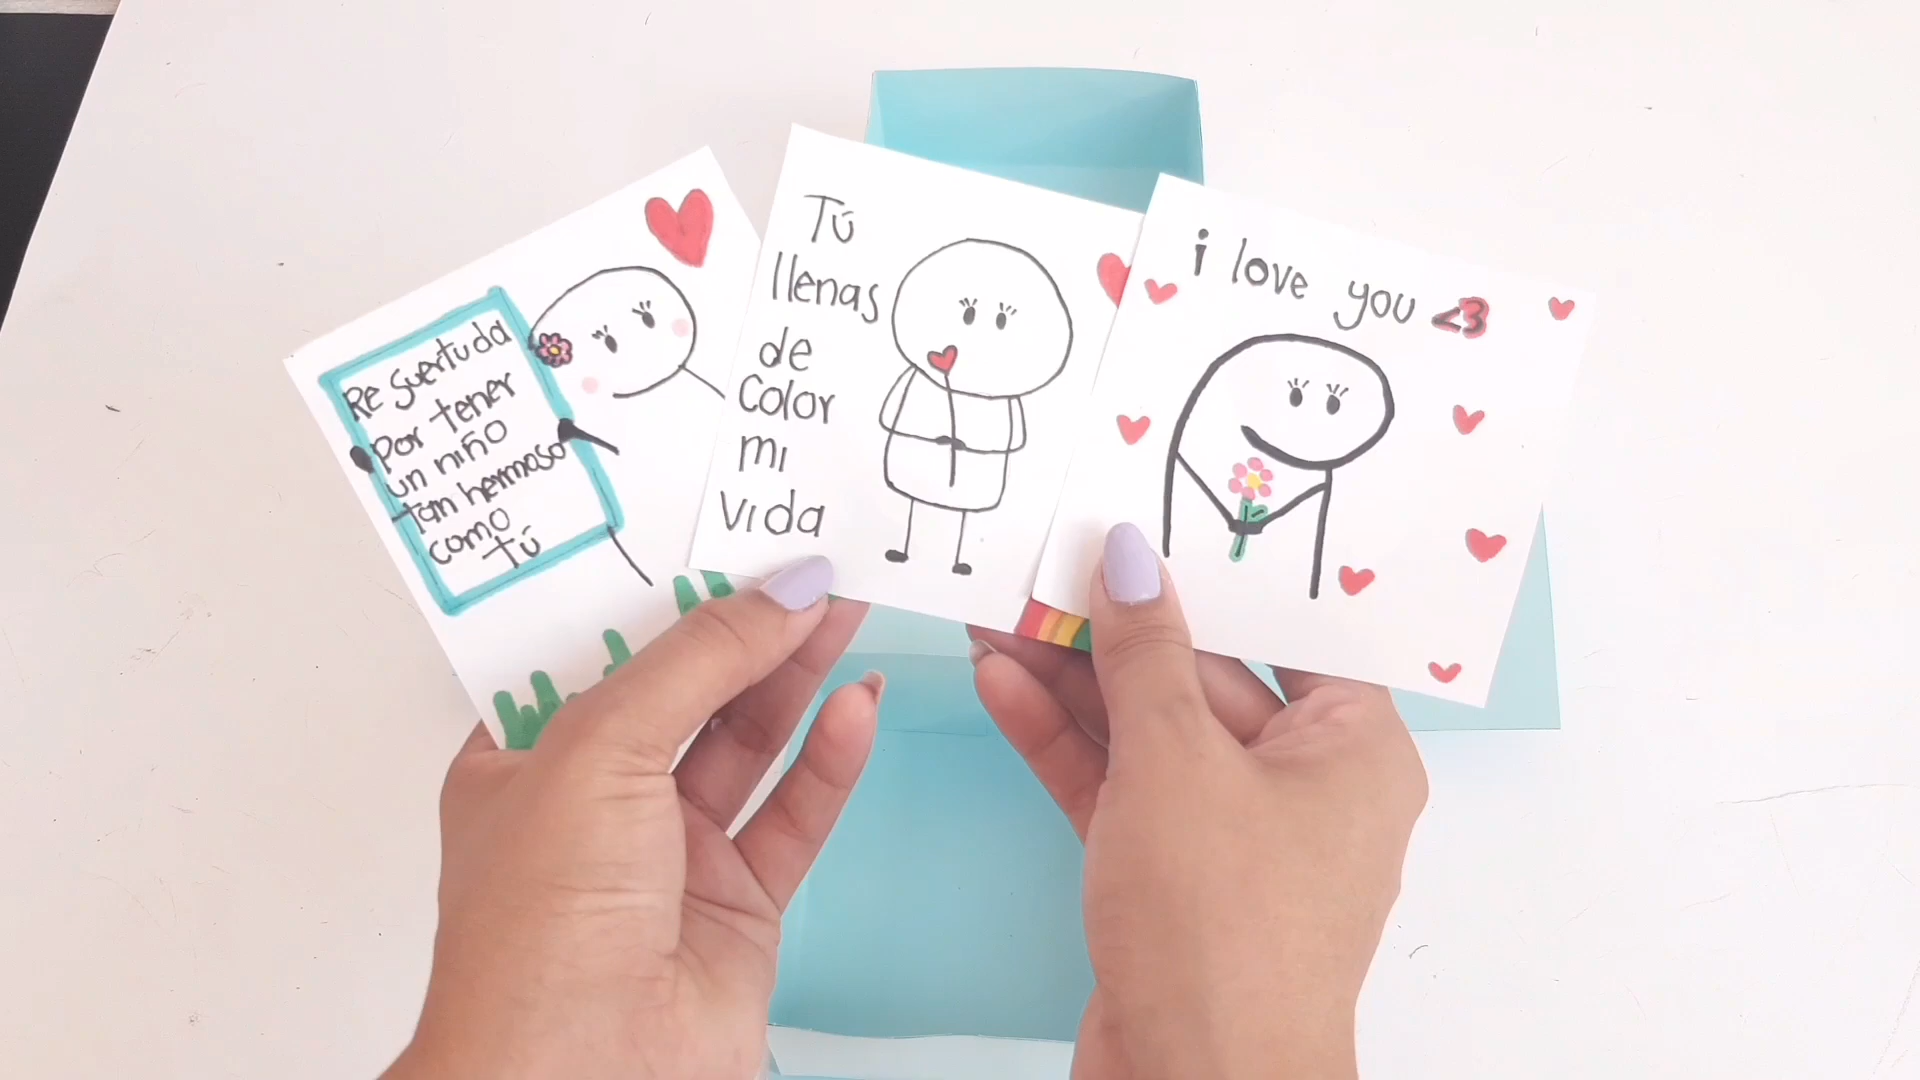 Re suertuda
por tener
un niño
tan hermoso
como
tú
Tú
llenas
de
Color
mi
vida
i love you <3